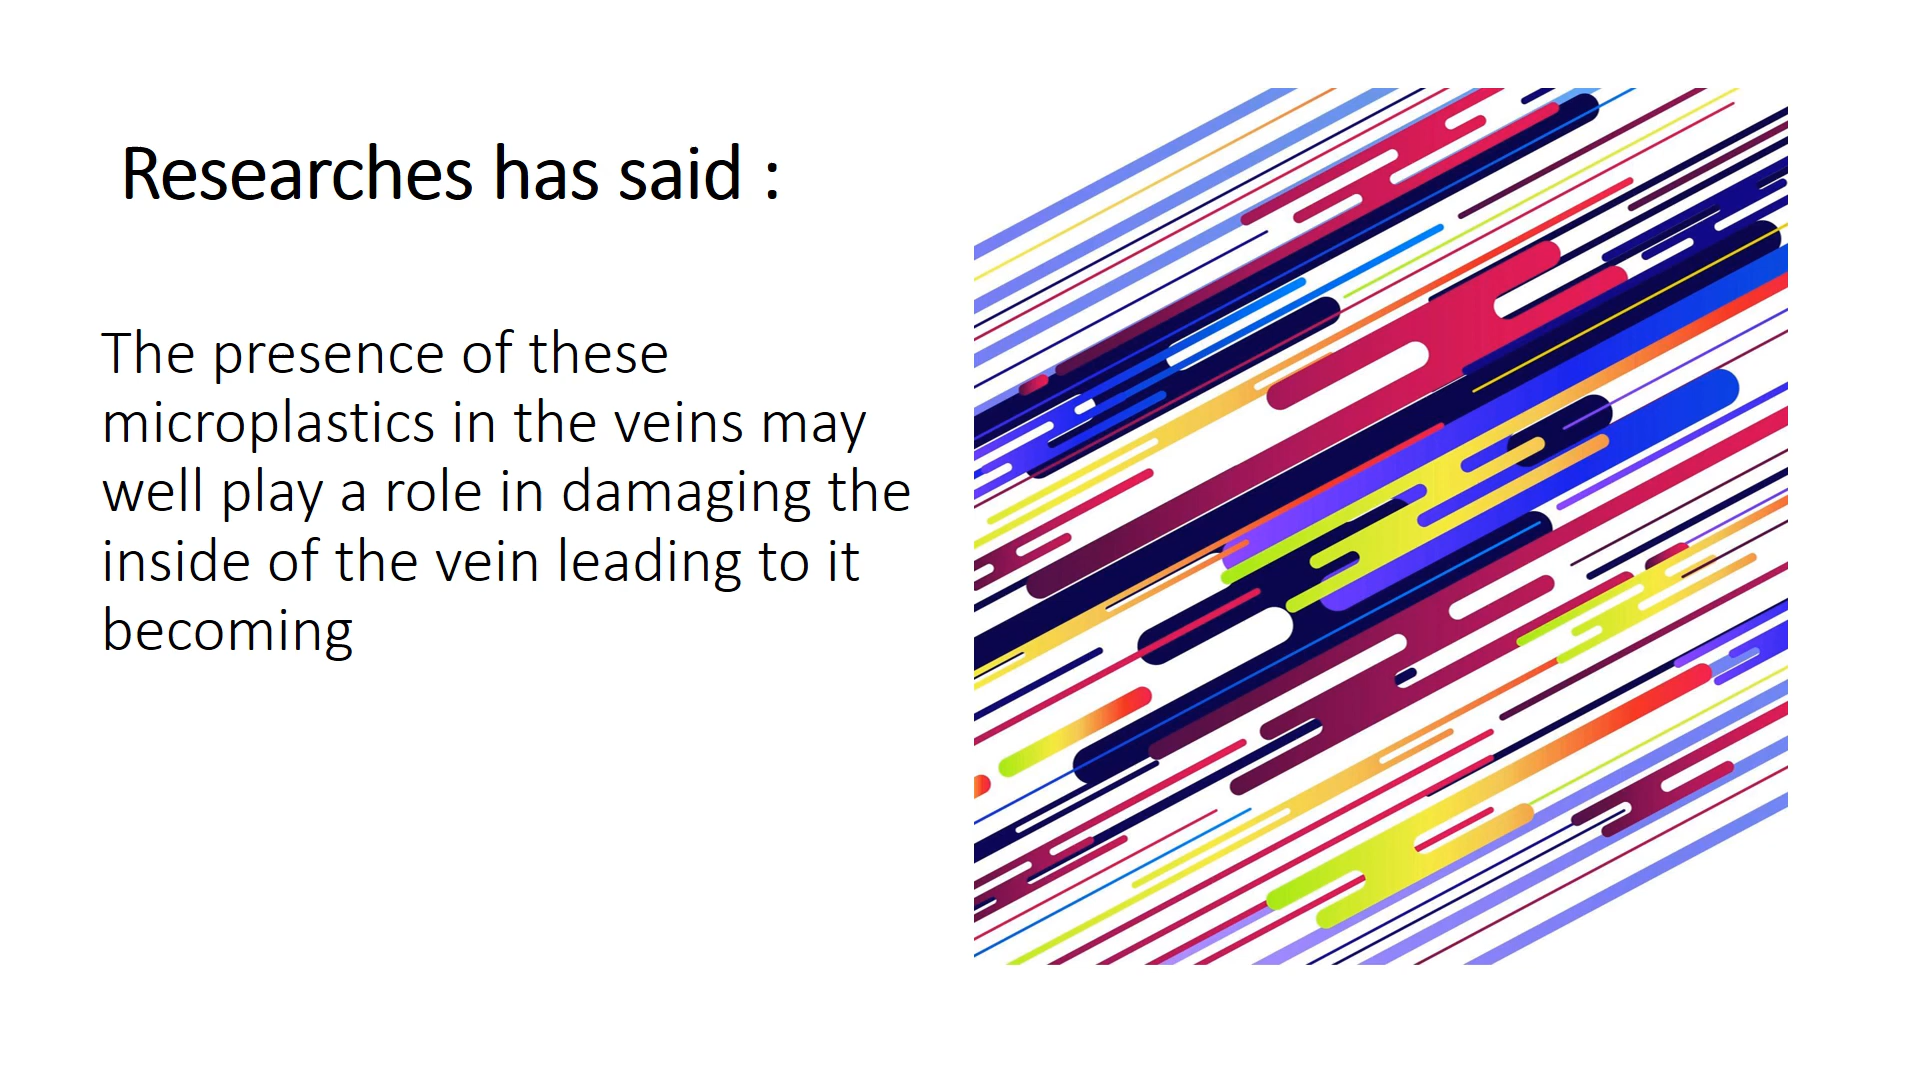 Researches has said :
The presence of these
microplastics in the veins may
well play a role in damaging the
inside of the vein leading to it
becoming